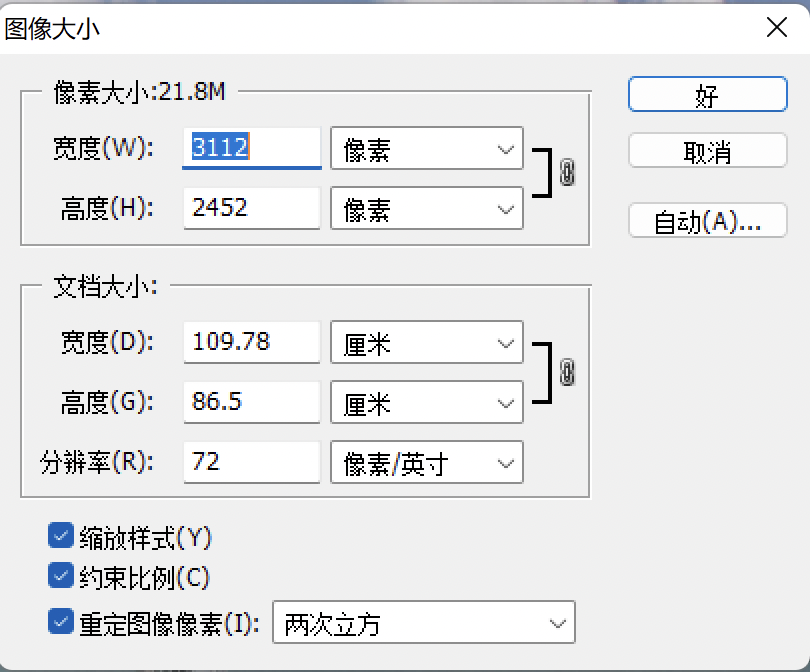 图像大小
像素大小:21.8M
好
宽度(W): 3112 像素
取消
高度(H): 2452 像素
自动(A)...
文档大小:
宽度(D): 109.78 厘米
高度(G): 86.5 厘米
分辨率(R): 72 像素/英寸
缩放样式(Y)
约束比例(C)
重定图像像素(I): 两次立方